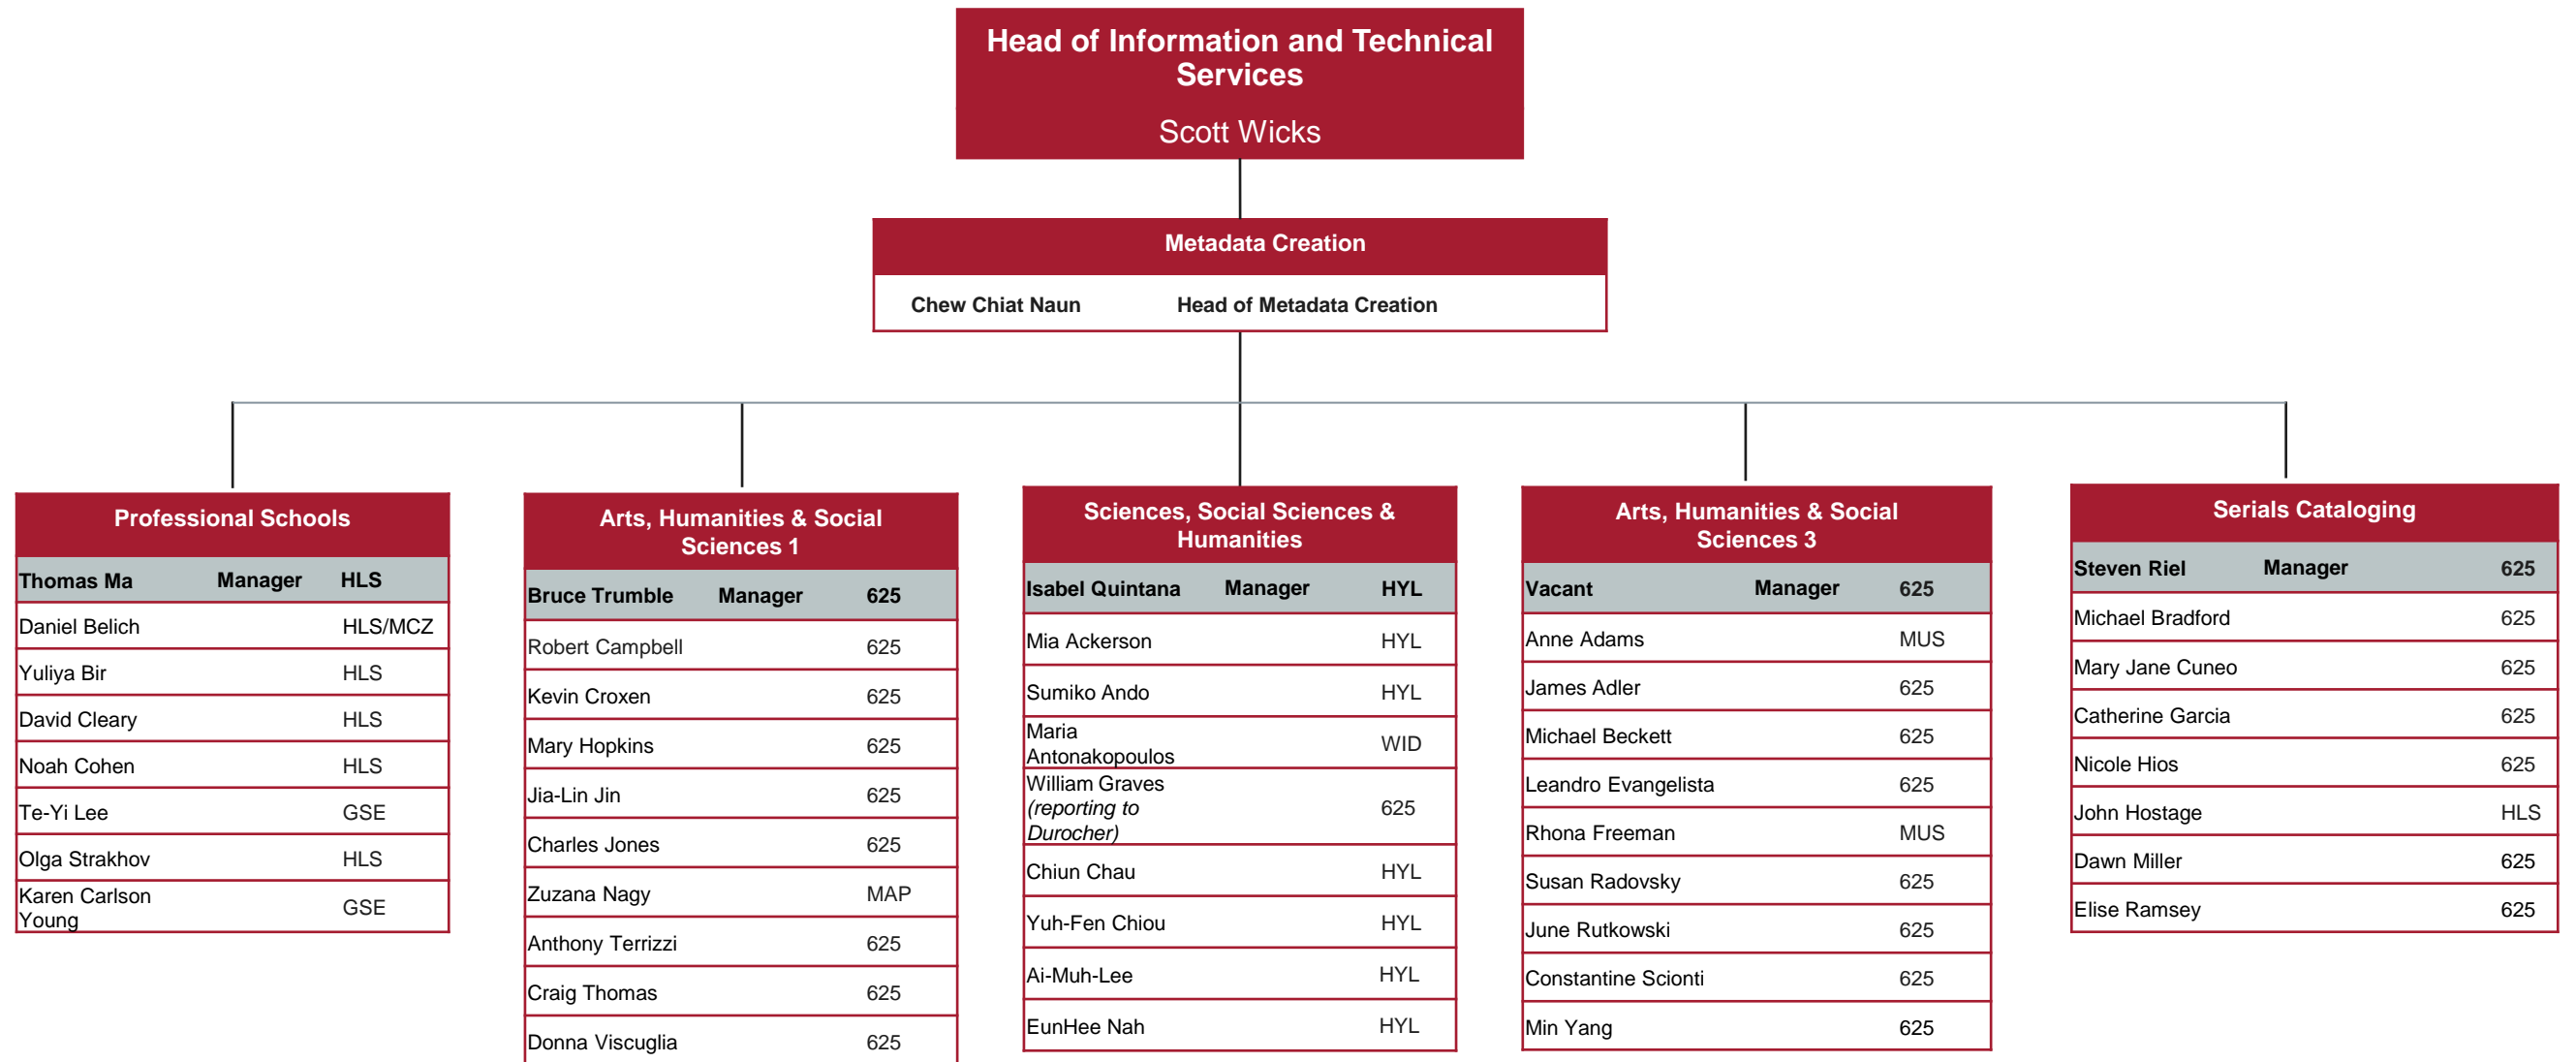 Head of Information and Technical
Services
Scott Wicks
Metadata Creation
Chew Chiat Naun Head of Metadata Creation
Professional Schools
Thomas Ma Manager HLS
Daniel Belich HLS/MCZ
Yuliya Bir HLS
David Cleary HLS
Noah Cohen HLS
Te-Yi Lee GSE
Olga Strakhov HLS
Karen Carlson
Young GSE
Arts, Humanities & Social
Sciences 1
Bruce Trumble Manager 625
Robert Campbell 625
Kevin Croxen 625
Mary Hopkins 625
Jia-Lin Jin 625
Charles Jones 625
Zuzana Nagy MAP
Anthony Terrizzi 625
Craig Thomas 625
Donna Viscuglia 625
Sciences, Social Sciences &
Humanities
Isabel Quintana Manager HYL
Mia Ackerson HYL
Sumiko Ando HYL
Maria
Antonakopoulos WID
William Graves
(reporting to 625
Durocher)
Chiun Chau HYL
Yuh-Fen Chiou HYL
Ai-Muh-Lee HYL
EunHee Nah HYL
Arts, Humanities & Social
Sciences 3
Vacant Manager 625
Anne Adams MUS
James Adler 625
Michael Beckett 625
Leandro Evangelista 625
Rhona Freeman MUS
Susan Radovsky 625
June Rutkowski 625
Constantine Scionti 625
Min Yang 625
Serials Cataloging
Steven Riel Manager 625
Michael Bradford 625
Mary Jane Cuneo 625
Catherine Garcia 625
Nicole Hios 625
John Hostage HLS
Dawn Miller 625
Elise Ramsey 625